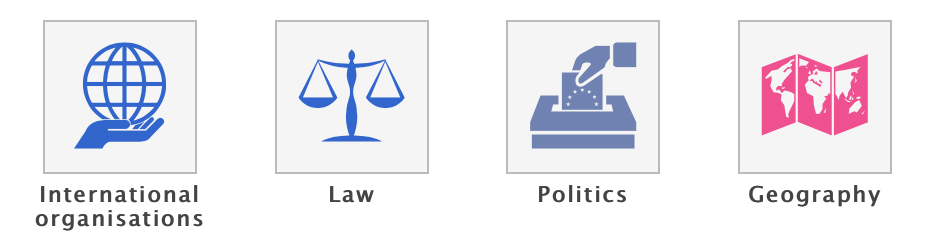 International
organisations
Law
Politics
Geography